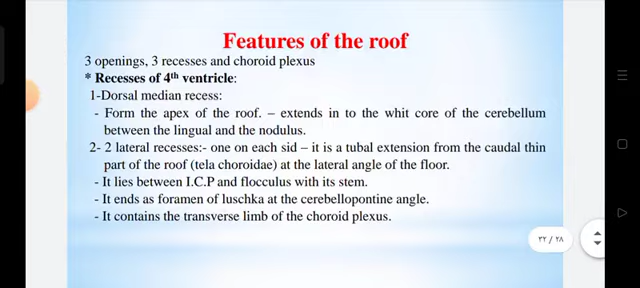 Features of the roof
3 openings, 3 recesses and choroid plexus
* Recesses of 4th ventricle:
1-Dorsal median recess:
- Form the apex of the roof. – extends in to the whit core of the cerebellum
between the lingual and the nodulus.
2- 2 lateral recesses:- one on each sid – it is a tubal extension from the caudal thin
part of the roof (tela choroidae) at the lateral angle of the floor.
- It lies between I.C.P and flocculus with its stem.
- It ends as foramen of luschka at the cerebellopontine angle.
- It contains the transverse limb of the choroid plexus.
٢٢ / ٢٨